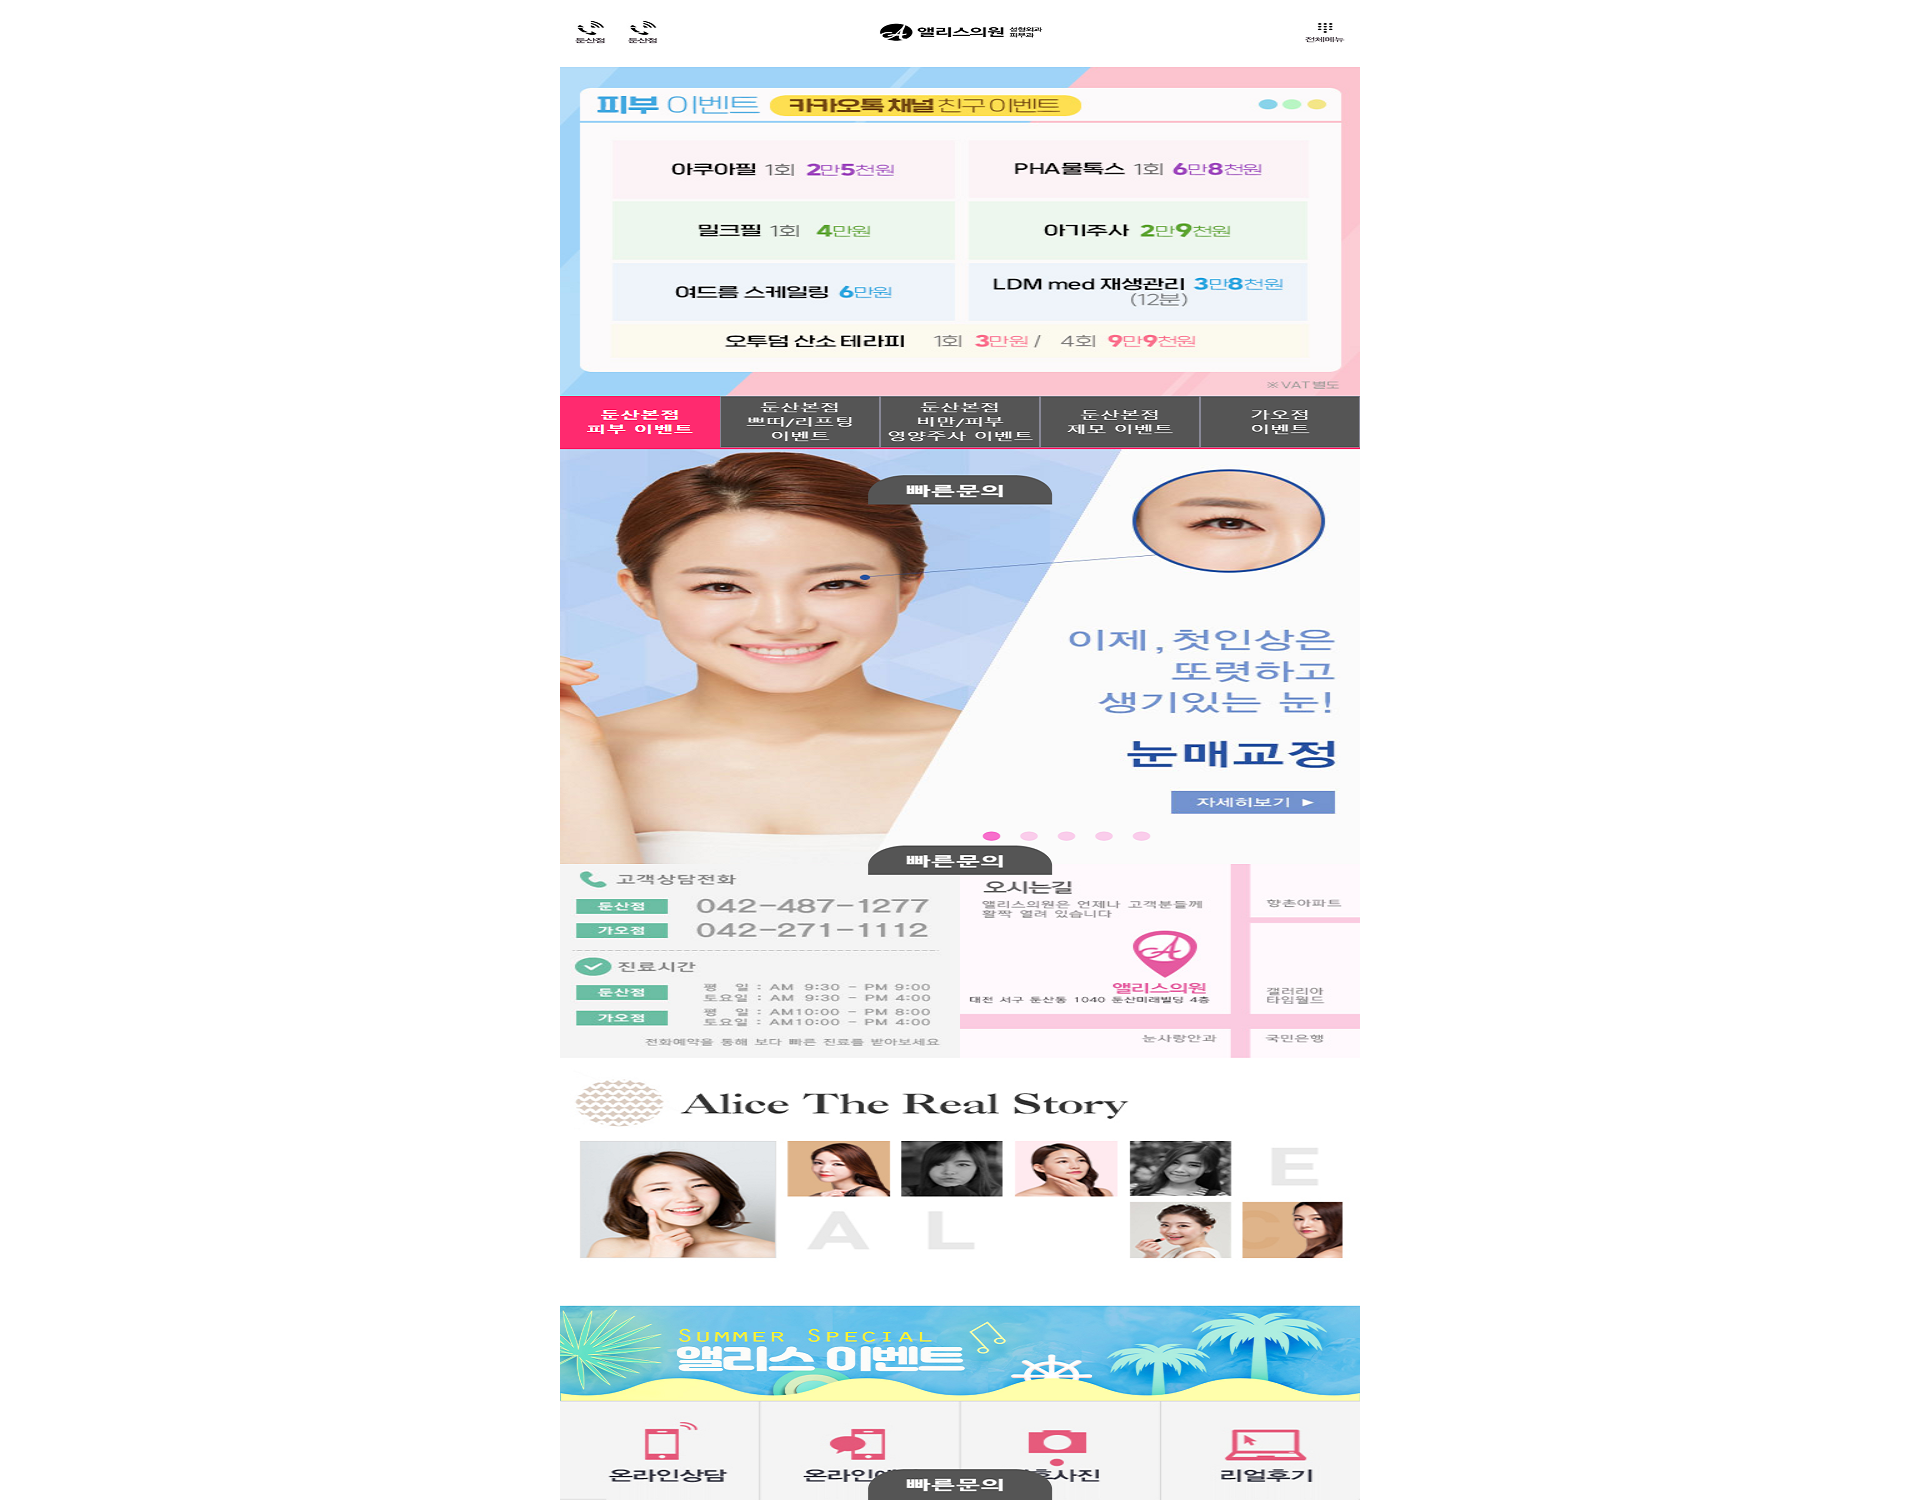 둔산점
둔산점
앨리스의원 성형외과 피부과
전체메뉴
피부 이벤트 카카오톡 채널 친구 이벤트
아쿠아필 1회 2만5천원
PHA물톡스 1회 6만8천원
밀크필 1회 4만원
아기주사 2만9천원
여드름 스케일링 6만원
LDM med 재생관리 3만8천원
(12분)
오투덤 산소 테라피 1회 3만원 / 4회 9만9천원
※VAT별도
둔산본점
피부 이벤트
둔산본점
쁘띠/리프팅
이벤트
둔산본점
비만/피부
영양주사 이벤트
둔산본점
제모 이벤트
가오점
이벤트
빠른문의
이제, 첫인상은
또렷하고
생기있는 눈!
눈매교정
자세히보기 ▶
빠른문의
고객상담전화
둔산점 042-487-1277
가오점 042-271-1112
진료시간
둔산점
평 일 : AM 9:30 - PM 9:00
토요일 : AM 9:30 - PM 4:00
가오점
평 일 : AM10:00 - PM 8:00
토요일 : AM10:00 - PM 4:00
전화예약을 통해 보다 빠른 진료를 받아보세요
오시는길
앨리스의원은 언제나 고객분들께
활짝 열려 있습니다
향촌아파트
A
앨리스의원
대전 서구 둔산동 1040 둔산미래빌딩 4층
갤러리아
타임월드
눈사랑안과
국민은행
Alice The Real Story
E
A L
C
SUMMER SPECIAL
앨리스 이벤트
온라인상담
온라인
사진
리얼후기
빠른문의